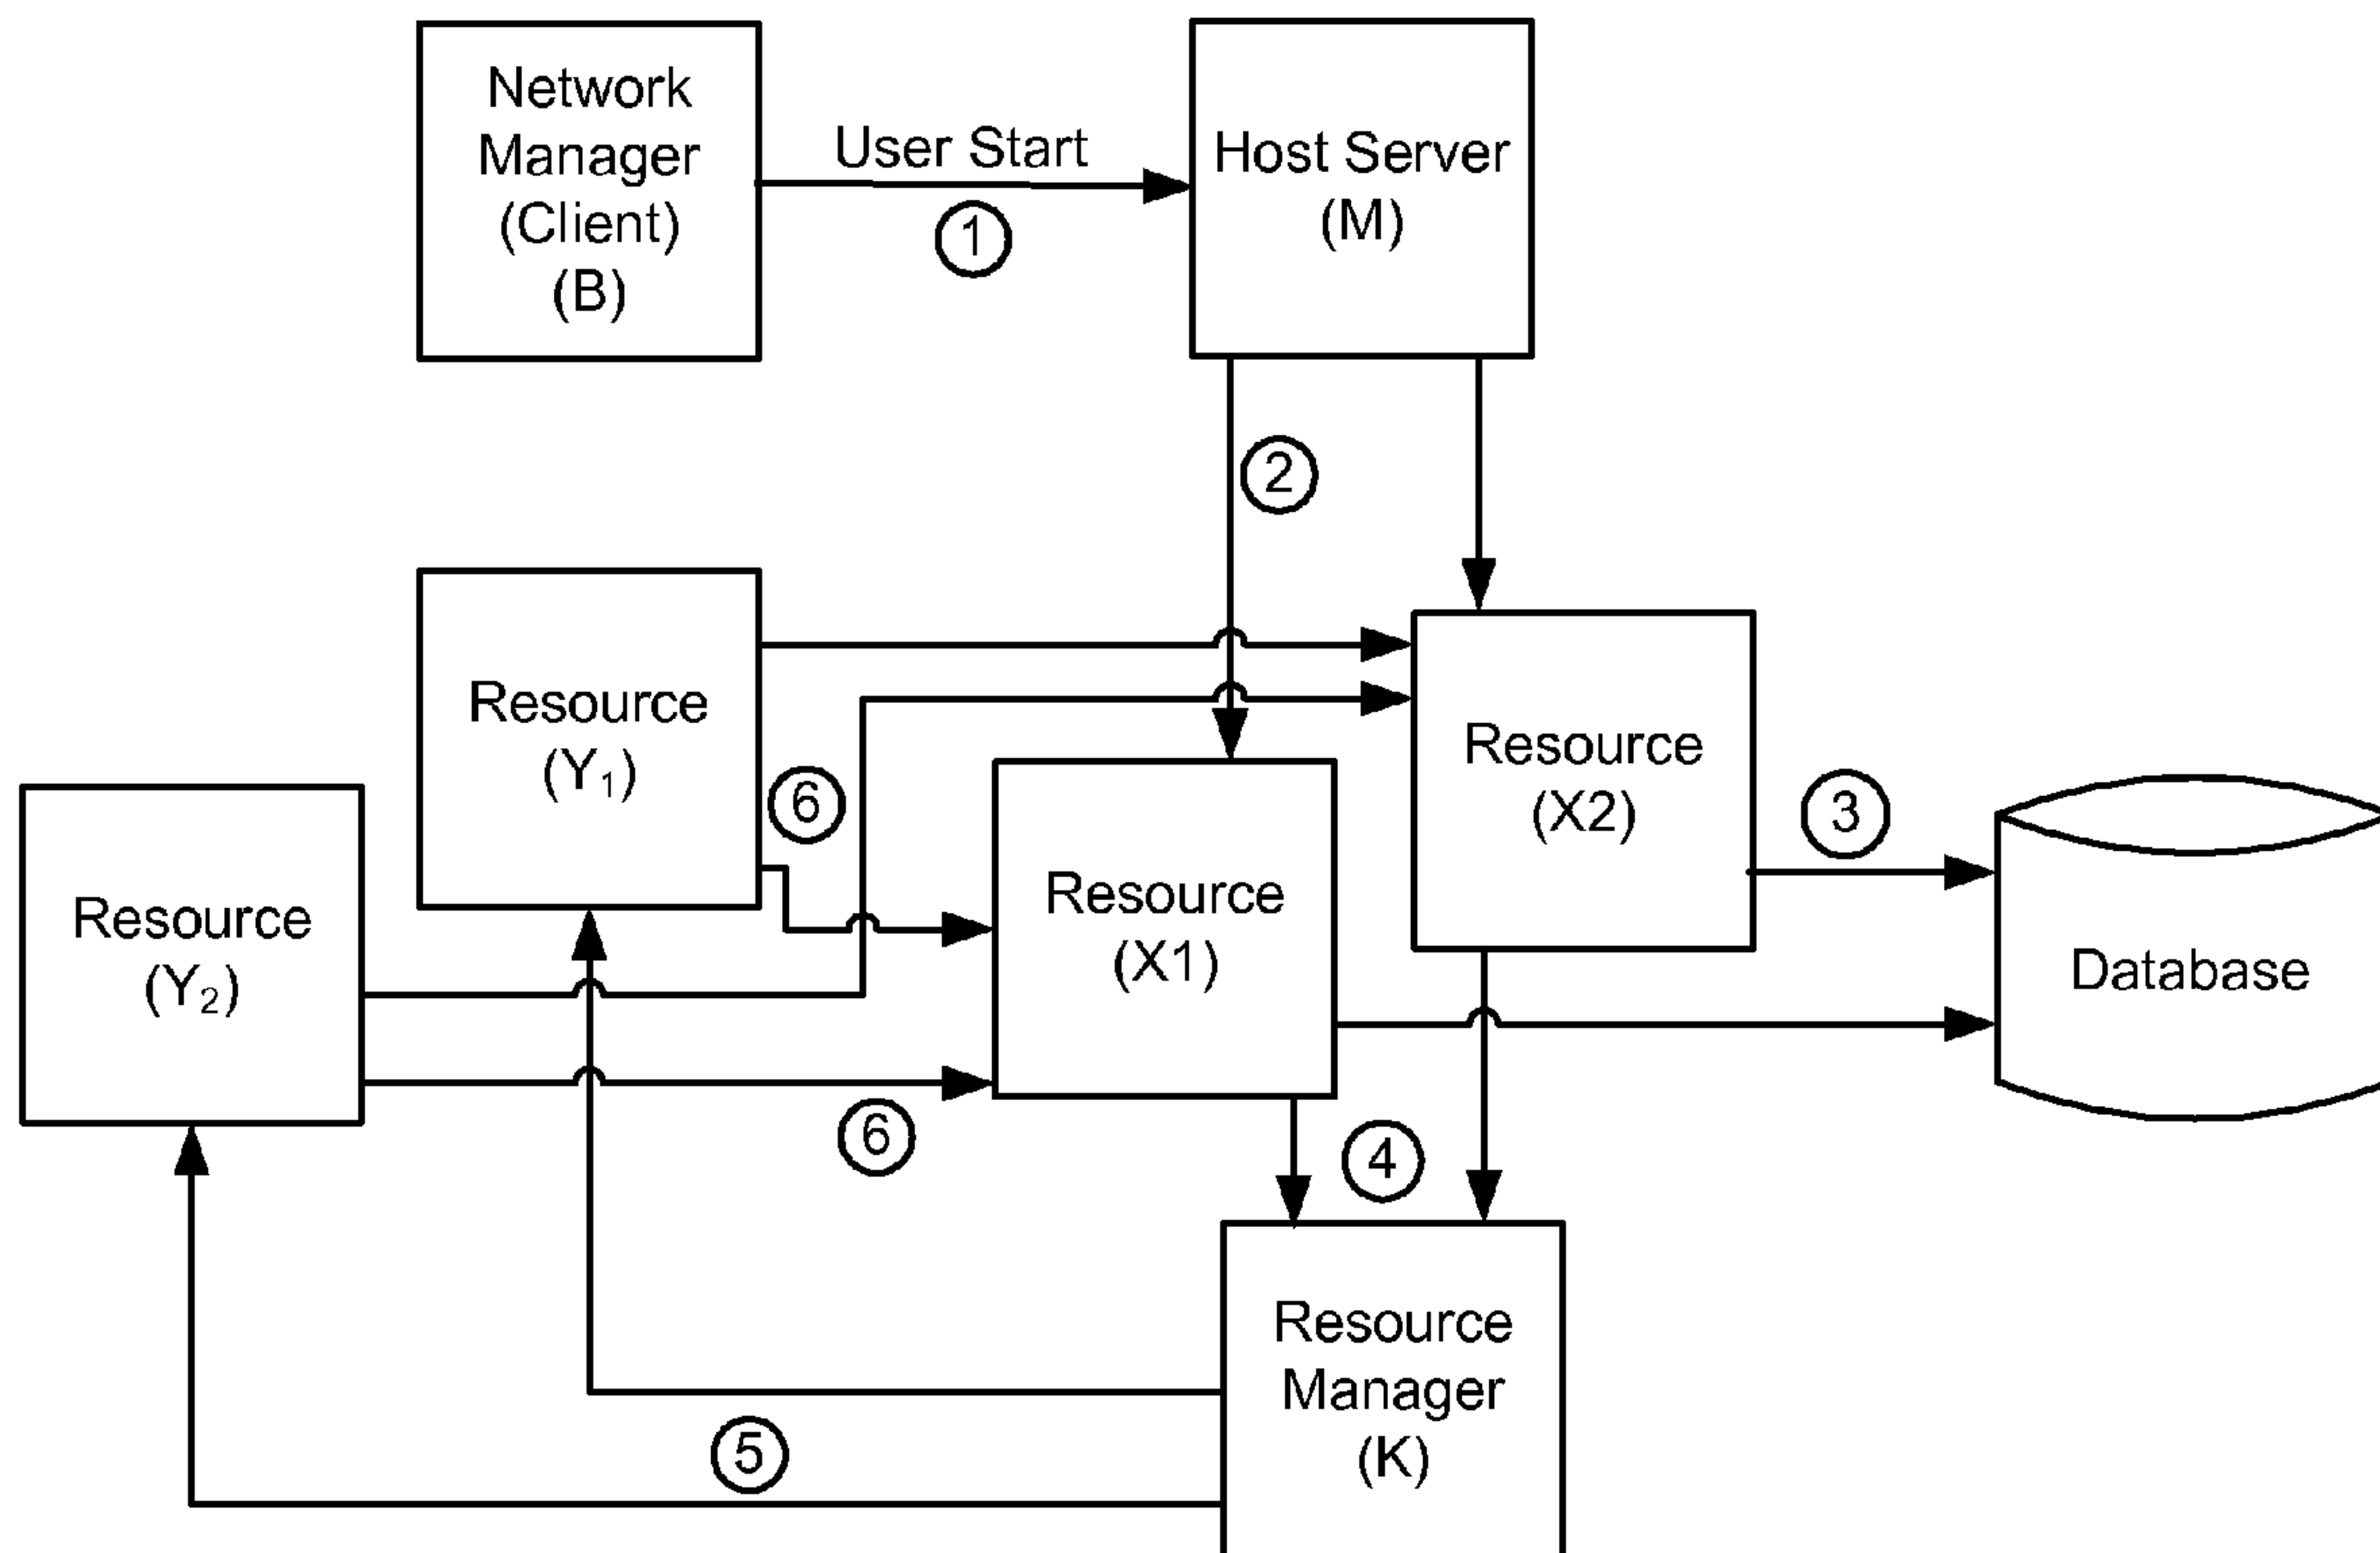 Network
Manager
(Client)
(B)
User Start
1
Host Server
(M)
2
Resource
(Y1)
6
Resource
(X2)
3
Resource
(Y2)
Resource
(X1)
Database
6
4
Resource
Manager
(K)
5